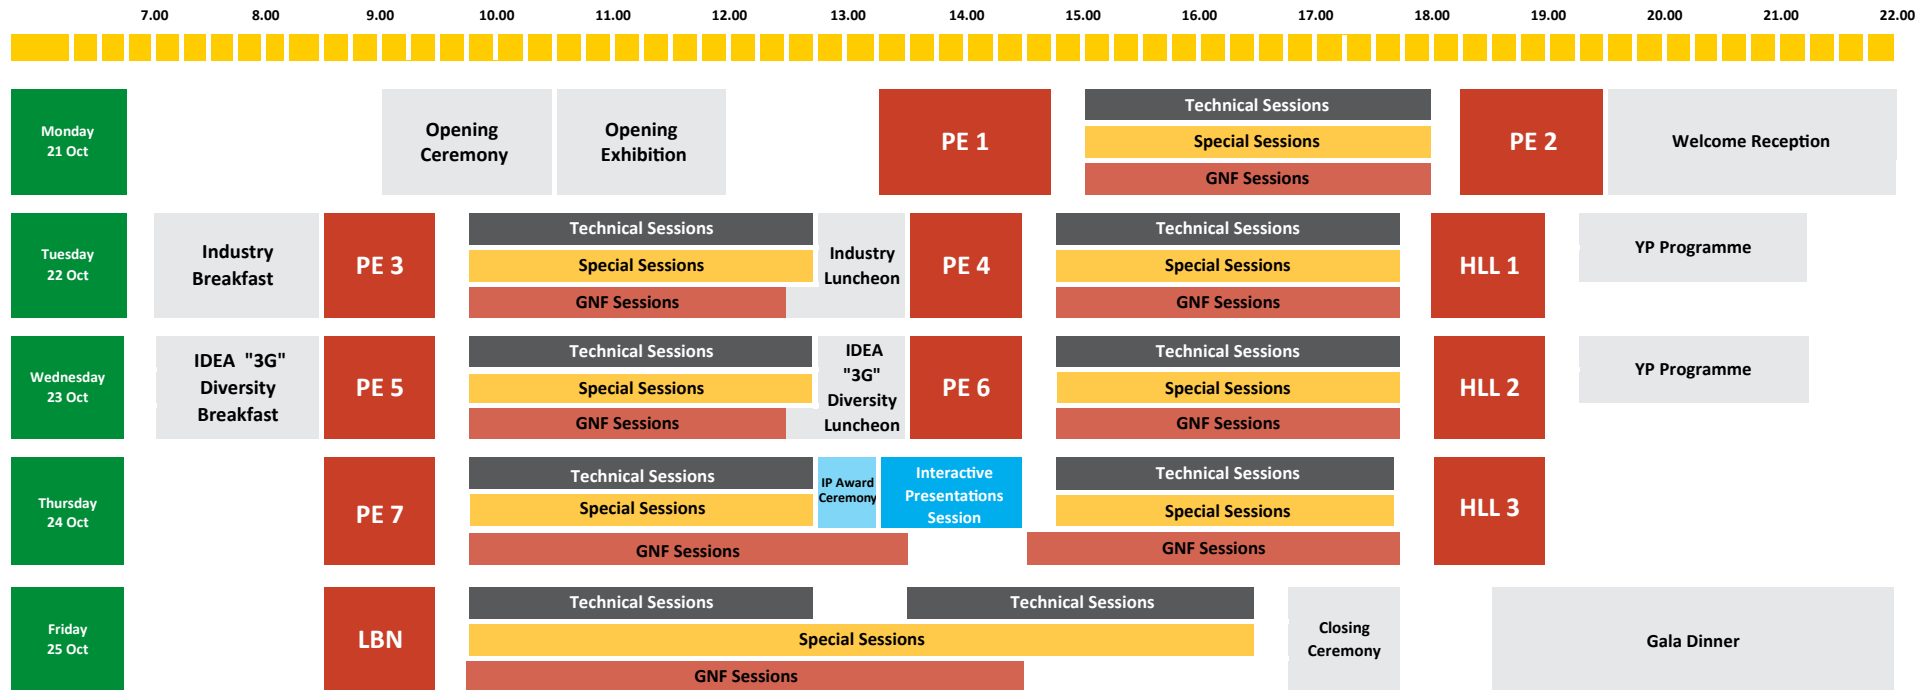 7.00 8.00 9.00 10.00 11.00 12.00 13.00 14.00 15.00 16.00 17.00 18.00 19.00 20.00 21.00 22.00
Monday
21 Oct
Opening
Ceremony
Opening
Exhibition
PE 1
Technical Sessions
Special Sessions
GNF Sessions
PE 2
Welcome Reception
Tuesday
22 Oct
Industry
Breakfast
PE 3
Technical Sessions
Special Sessions
GNF Sessions
Industry
Luncheon
PE 4
Technical Sessions
Special Sessions
GNF Sessions
HLL 1
YP Programme
Wednesday
23 Oct
IDEA "3G"
Diversity
Breakfast
PE 5
Technical Sessions
Special Sessions
GNF Sessions
IDEA
"3G"
Diversity
Luncheon
PE 6
Technical Sessions
Special Sessions
GNF Sessions
HLL 2
YP Programme
Thursday
24 Oct
PE 7
Technical Sessions
Special Sessions
GNF Sessions
IP Award
Ceremony
Interactive
Presentations
Session
Technical Sessions
Special Sessions
GNF Sessions
HLL 3
Friday
25 Oct
LBN
Technical Sessions
Technical Sessions
Special Sessions
GNF Sessions
Closing
Ceremony
Gala Dinner